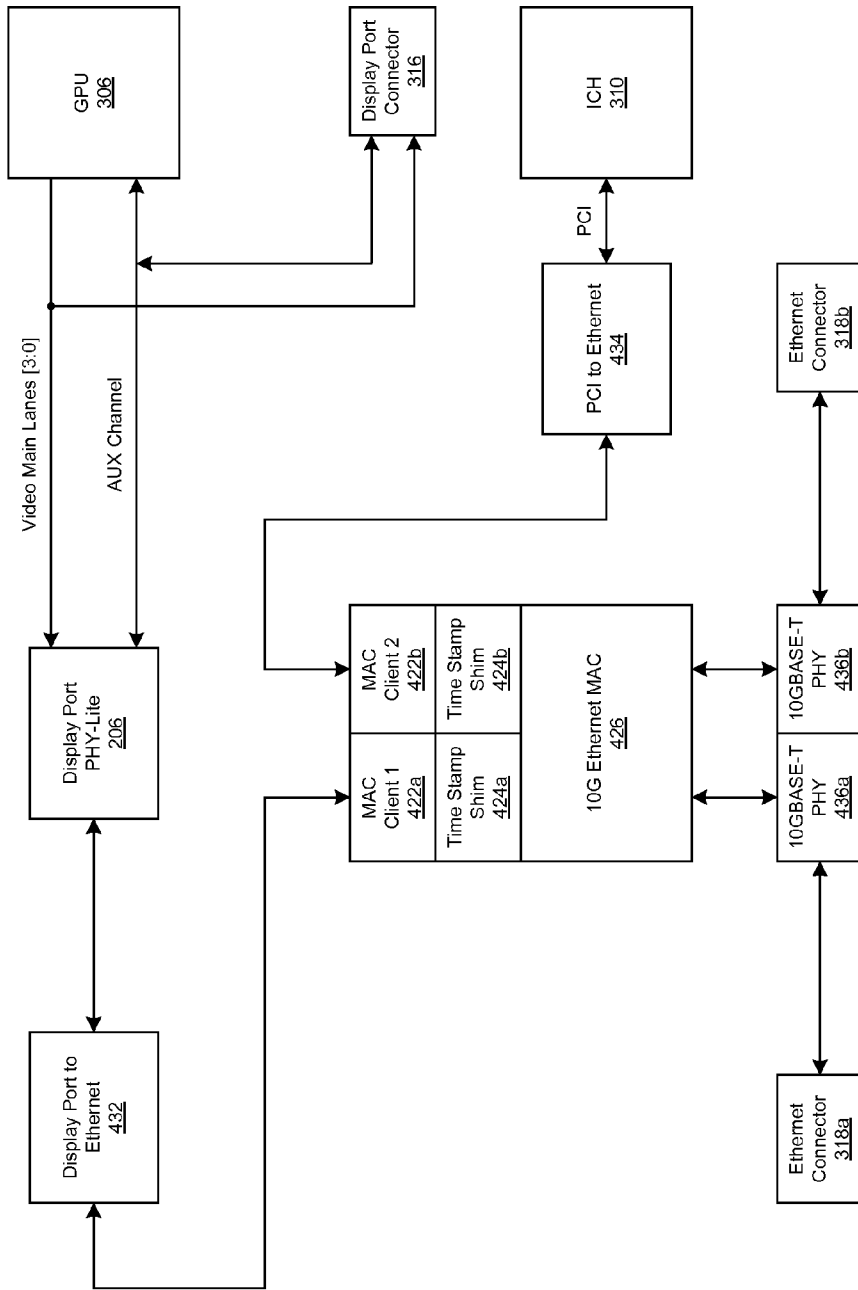 GPU
306
Display Port
Connector
316
ICH
310
Video Main Lanes [3:0]
AUX Channel
PCI
PCI to Ethernet
434
Ethernet
Connector
318b
Display Port
PHY-Lite
206
MAC
Client 2
422b
Time Stamp
Shim
424b
MAC
Client 1
422a
Time Stamp
Shim
424a
10G Ethernet MAC
426
10GBASE-T
PHY
436b
10GBASE-T
PHY
436a
Display Port to
Ethernet
432
Ethernet
Connector
318a